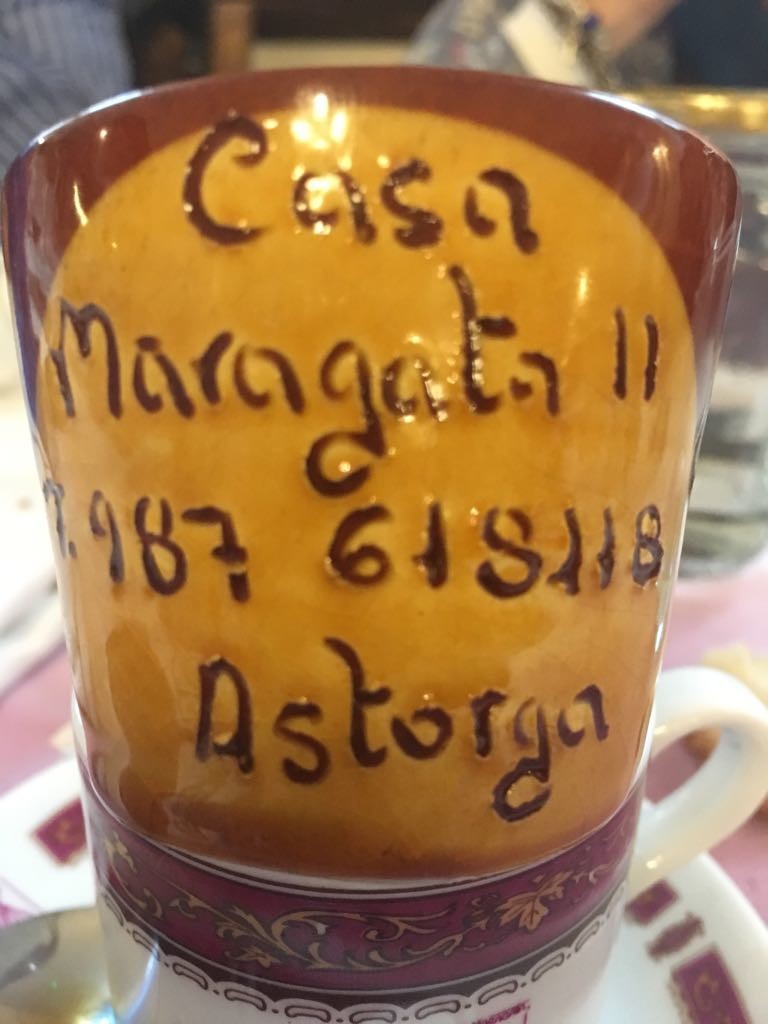 Casa
Maragata II
T. 987 618118
Astorga